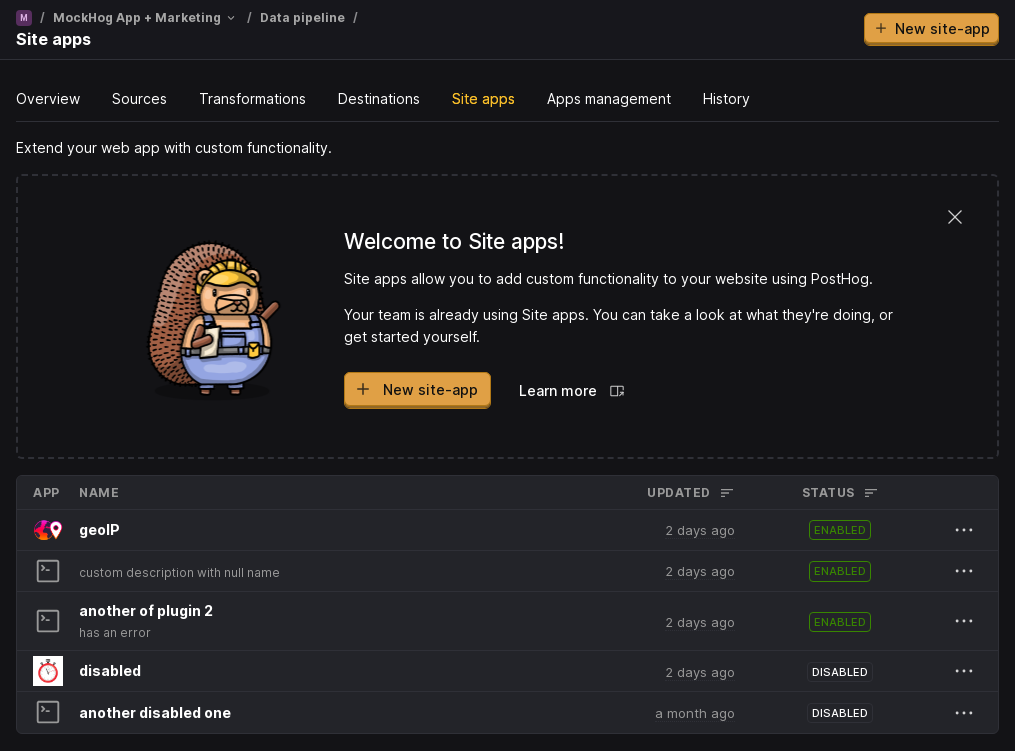 M / MockHog App + Marketing / Data pipeline /
Site apps
New site-app
Overview Sources Transformations Destinations Site apps Apps management History
Extend your web app with custom functionality.
Welcome to Site apps!
Site apps allow you to add custom functionality to your website using PostHog.
Your team is already using Site apps. You can take a look at what they're doing, or
get started yourself.
New site-app Learn more
APP NAME UPDATED STATUS
geoIP 2 days ago ENABLED
custom description with null name 2 days ago ENABLED
another of plugin 2
has an error
2 days ago ENABLED
disabled 2 days ago DISABLED
another disabled one a month ago DISABLED